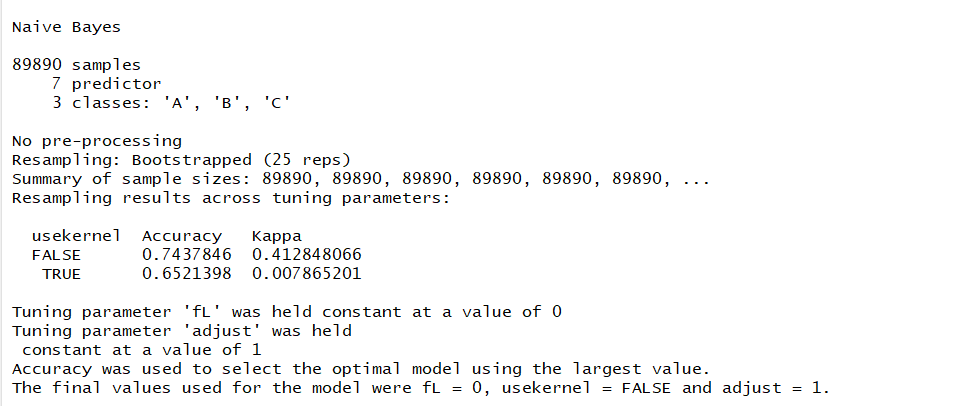 Naive Bayes
89890 samples
7 predictor
3 classes: 'A', 'B', 'C'
No pre-processing
Resampling: Bootstrapped (25 reps)
Summary of sample sizes: 89890, 89890, 89890, 89890, 89890, 89890, ...
Resampling results across tuning parameters:
usekernel Accuracy Kappa
FALSE 0.7437846 0.412848066
TRUE 0.6521398 0.007865201
Tuning parameter 'fL' was held constant at a value of 0
Tuning parameter 'adjust' was held
constant at a value of 1
Accuracy was used to select the optimal model using the largest value.
The final values used for the model were fL = 0, usekernel = FALSE and adjust = 1.